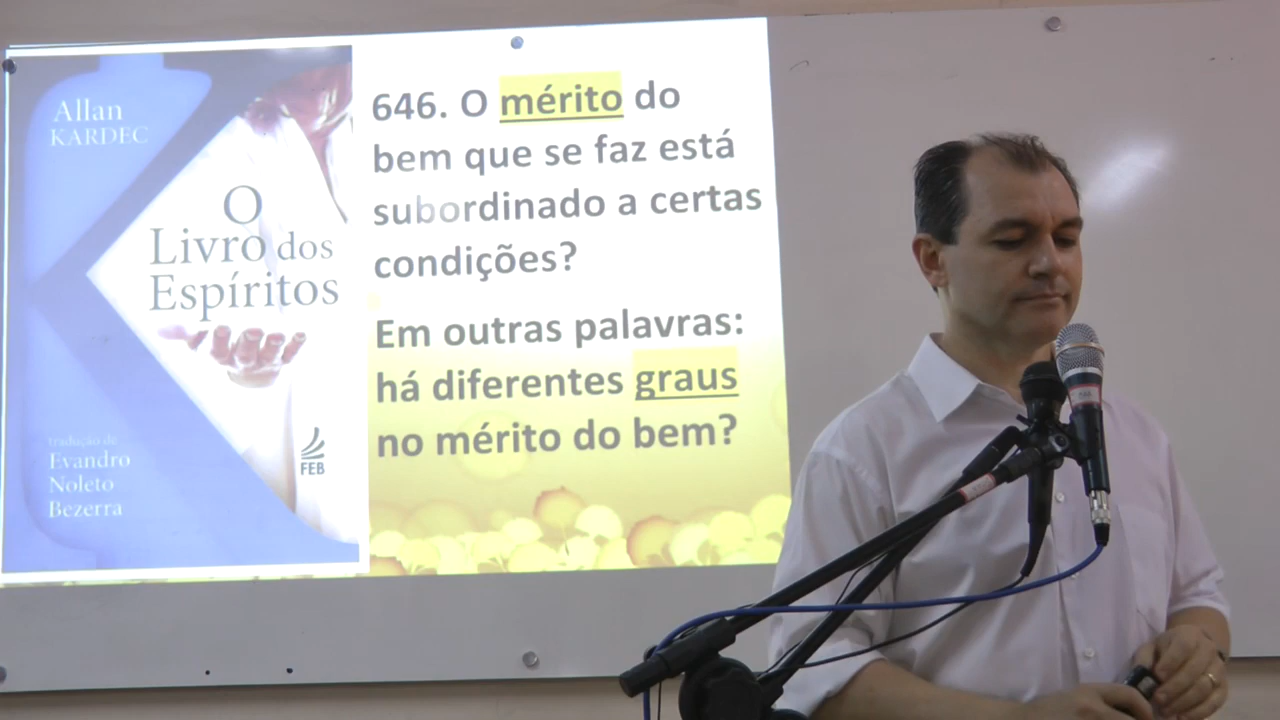 Allan
KARDEC
O
Livro dos
Espíritos
tradução de
Evandro
Noleto
Bezerra
FEB
646. O mérito do
bem que se faz está
subordinado a certas
condições?
Em outras palavras:
há diferentes graus
no mérito do bem?